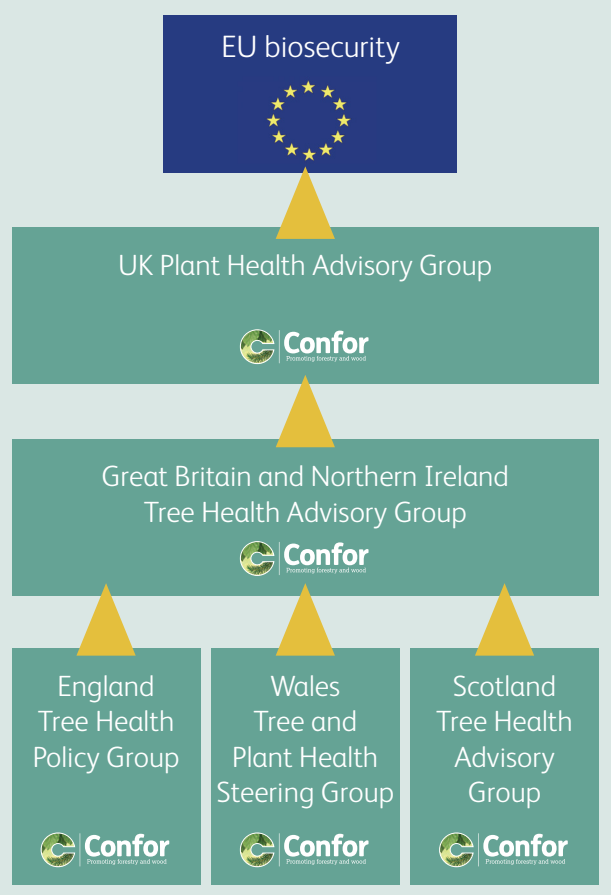 EU biosecurity
UK Plant Health Advisory Group
Confor
Promoting forestry and wood
Great Britain and Northern Ireland
Tree Health Advisory Group
Confor
Promoting forestry and wood
England
Tree Health
Policy Group
Confor
Promoting forestry and wood
Wales
Tree and
Plant Health
Steering Group
Confor
Promoting forestry and wood
Scotland
Tree Health
Advisory
Group
Confor
Promoting forestry and wood